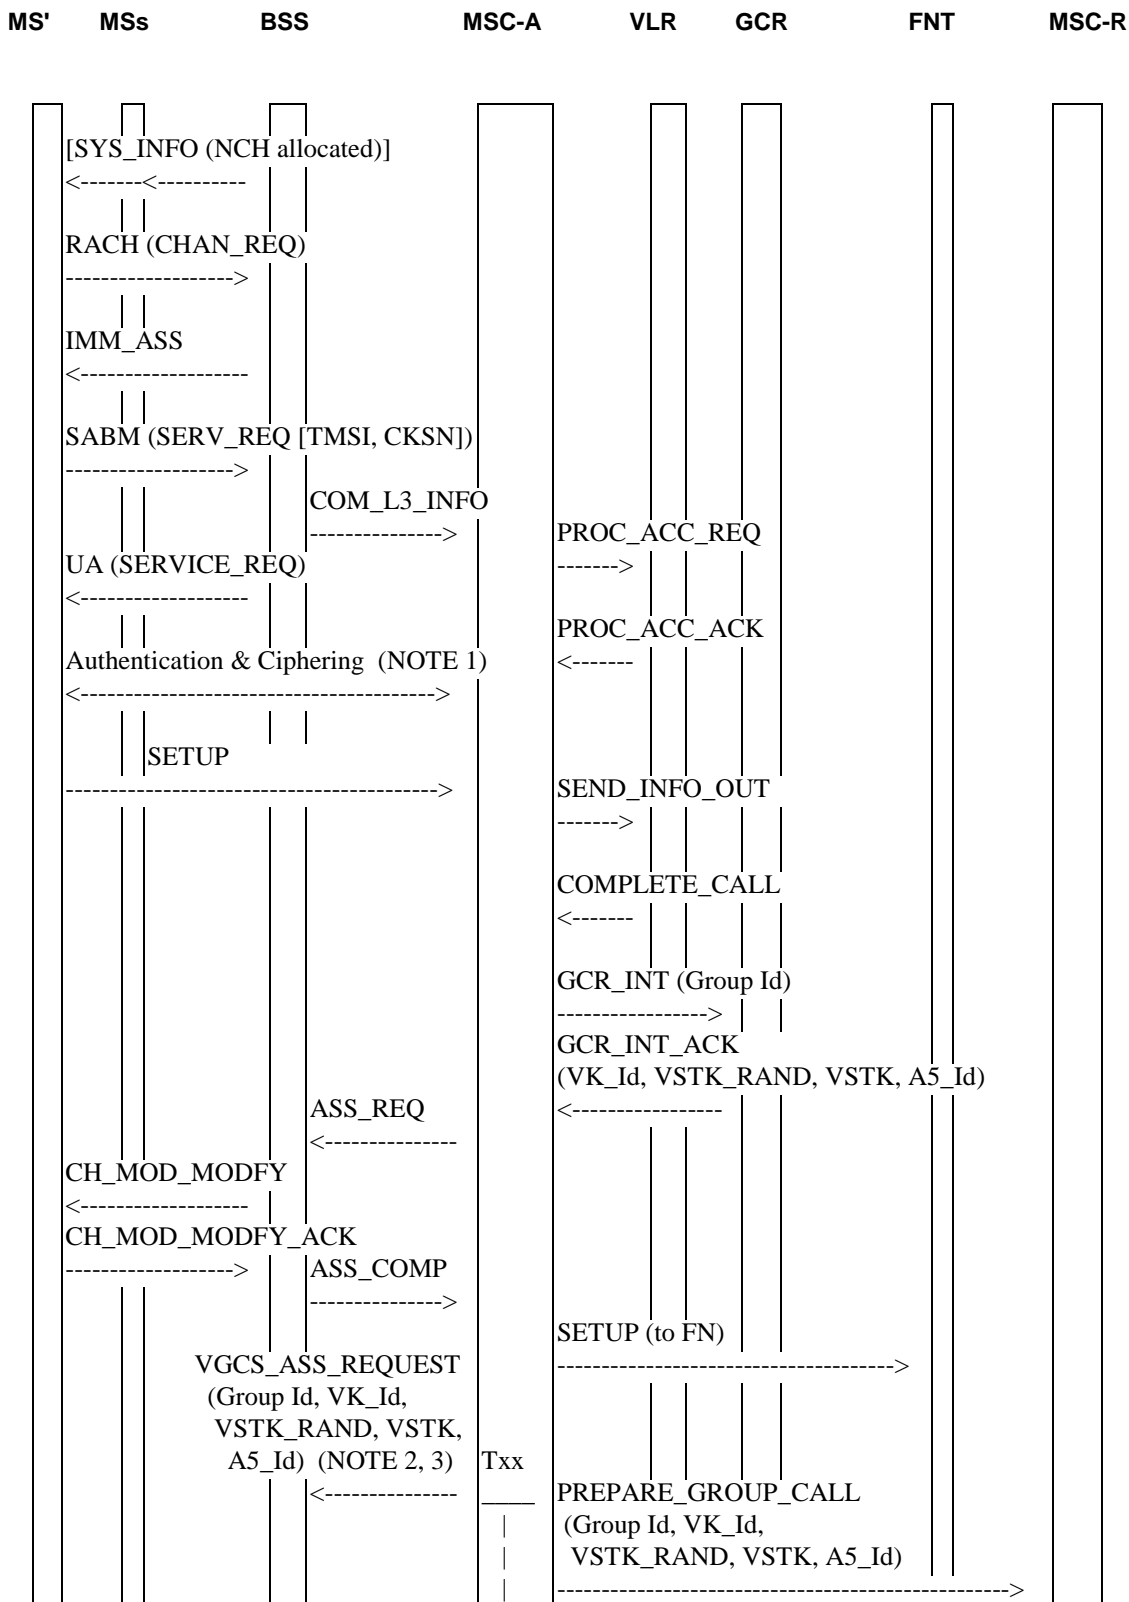 MS' MSs BSS MSC-A VLR GCR FNT MSC-R
[SYS_INFO (NCH allocated)]
<-------<----------
RACH (CHAN_REQ)
------------------->
IMM_ASS
<-------------------
SABM (SERV_REQ [TMSI, CKSN])
------------------->
COM_L3_INFO
---------------> PROC_ACC_REQ
UA (SERVICE_REQ) ------->
<-------------------
PROC_ACC_ACK
Authentication & Ciphering (NOTE 1) <-------
<---------------------------------------->
SETUP
------------------------------------------> SEND_INFO_OUT
------->
COMPLETE_CALL
<-------
GCR_INT (Group Id)
----------------->
GCR_INT_ACK
(VK_Id, VSTK_RAND, VSTK, A5_Id)
ASS_REQ <-----------------
<---------------
CH_MOD_MODFY
<-------------------
CH_MOD_MODFY_ACK
-------------------> ASS_COMP
--------------->
SETUP (to FN)
VGCS_ASS_REQUEST -------------------------------------->
(Group Id, VK_Id,
VSTK_RAND, VSTK,
A5_Id) (NOTE 2, 3) Txx
<--------------- ____ PREPARE_GROUP_CALL
| (Group Id, VK_Id,
| VSTK_RAND, VSTK, A5_Id)
| --------------------------------------------------->